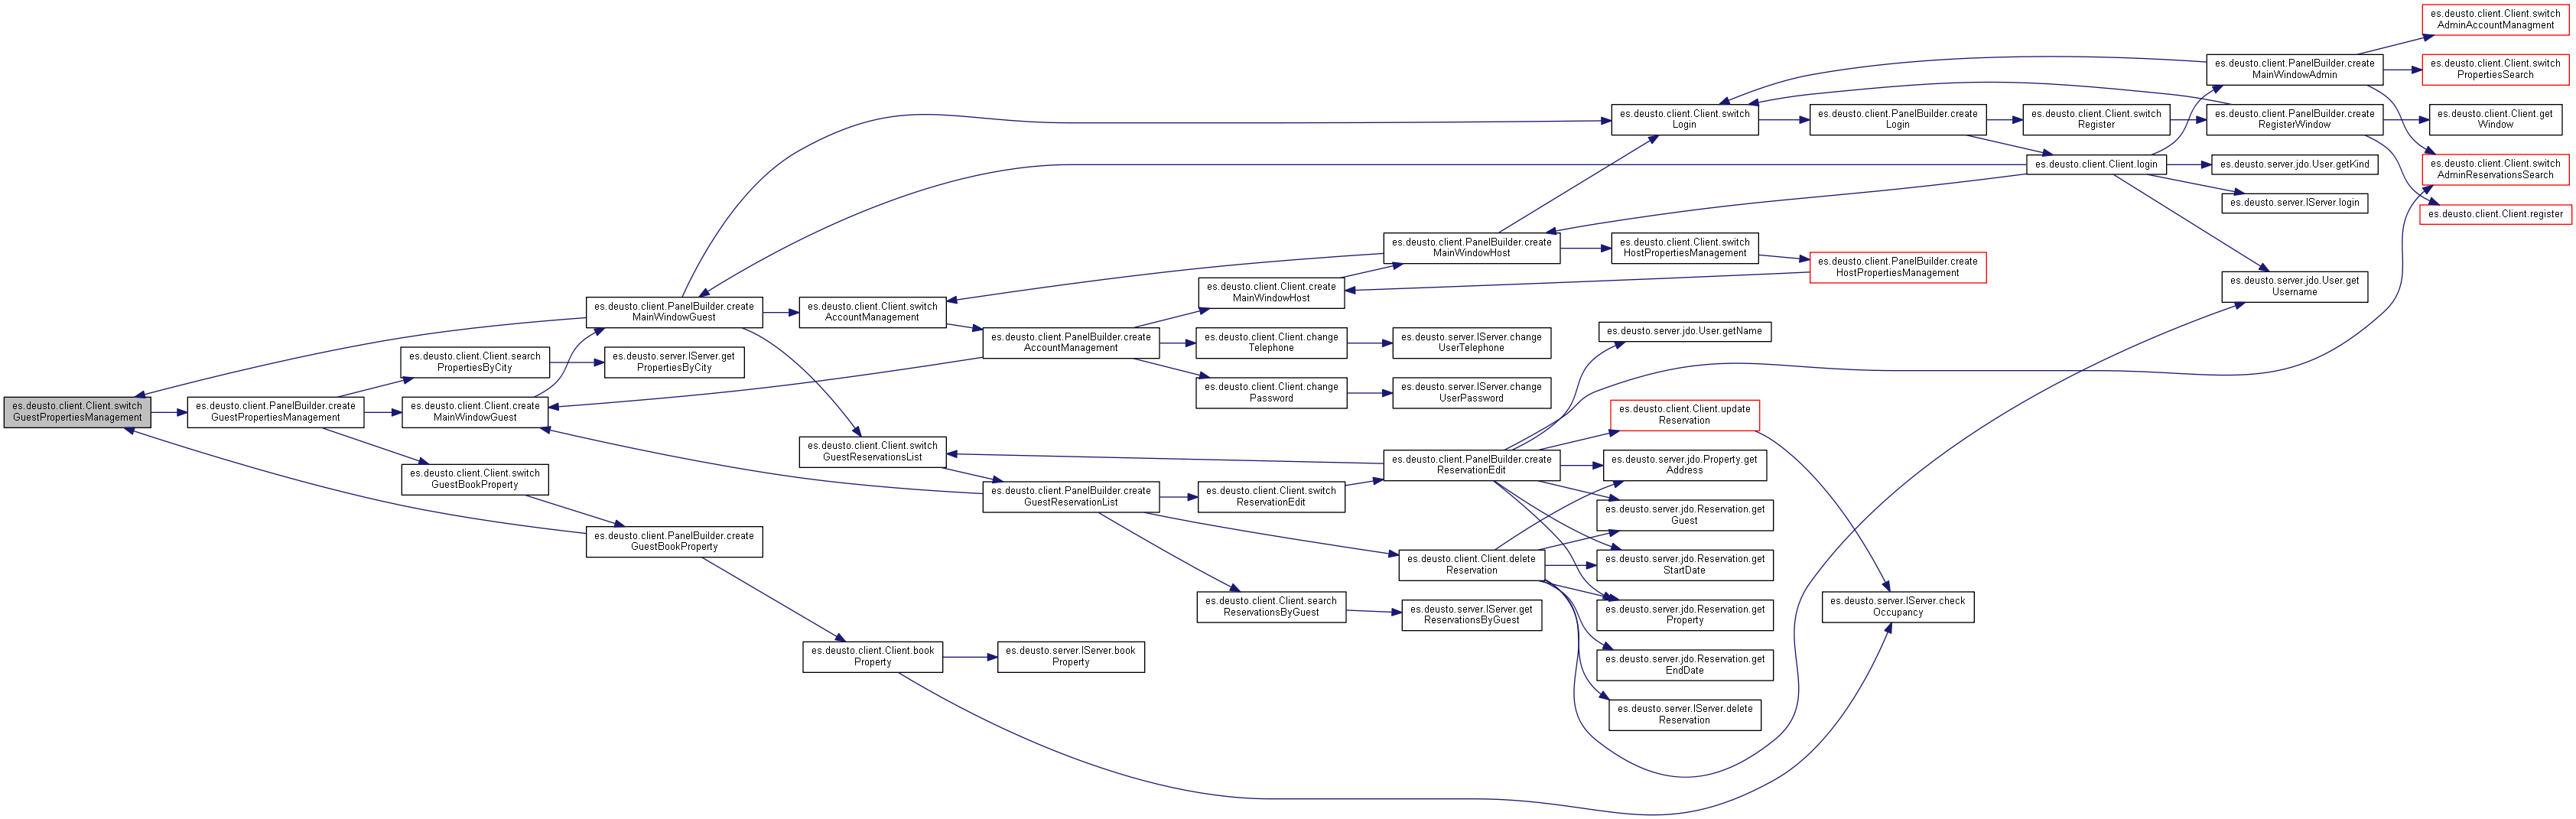 es.deusto.client.Client.switch
GuestPropertiesManagement
es.deusto.client.PanelBuilder.create
GuestPropertiesManagement
es.deusto.client.Client.search
PropertiesByCity
es.deusto.client.Client.create
MainWindowGuest
es.deusto.client.Client.switch
GuestBookProperty
es.deusto.client.PanelBuilder.create
MainWindowGuest
es.deusto.server.IServer.get
PropertiesByCity
es.deusto.client.PanelBuilder.create
GuestBookProperty
es.deusto.client.Client.switch
AccountManagement
es.deusto.client.Client.switch
GuestReservationsList
es.deusto.client.Client.book
Property
es.deusto.client.PanelBuilder.create
AccountManagement
es.deusto.client.PanelBuilder.create
GuestReservationList
es.deusto.server.IServer.book
Property
es.deusto.client.Client.create
MainWindowHost
es.deusto.client.Client.change
Telephone
es.deusto.client.Client.change
Password
es.deusto.client.Client.switch
ReservationEdit
es.deusto.client.Client.search
ReservationsByGuest
es.deusto.client.PanelBuilder.create
MainWindowHost
es.deusto.server.IServer.change
UserTelephone
es.deusto.server.IServer.change
UserPassword
es.deusto.client.PanelBuilder.create
ReservationEdit
es.deusto.client.Client.delete
Reservation
es.deusto.server.IServer.get
ReservationsByGuest
es.deusto.client.Client.switch
Login
es.deusto.client.Client.switch
HostPropertiesManagement
es.deusto.server.jdo.User.getName
es.deusto.client.Client.update
Reservation
es.deusto.server.jdo.Property.get
Address
es.deusto.server.jdo.Reservation.get
Guest
es.deusto.server.jdo.Reservation.get
StartDate
es.deusto.server.jdo.Reservation.get
Property
es.deusto.server.jdo.Reservation.get
EndDate
es.deusto.server.IServer.delete
Reservation
es.deusto.client.PanelBuilder.create
Login
es.deusto.client.PanelBuilder.create
HostPropertiesManagement
es.deusto.server.IServer.check
Occupancy
es.deusto.client.Client.switch
Register
es.deusto.client.Client.login
es.deusto.client.PanelBuilder.create
MainWindowAdmin
es.deusto.client.PanelBuilder.create
RegisterWindow
es.deusto.server.jdo.User.getKind
es.deusto.server.IServer.login
es.deusto.server.jdo.User.get
Username
es.deusto.client.Client.switch
AdminAccountManagment
es.deusto.client.Client.switch
PropertiesSearch
es.deusto.client.Client.get
Window
es.deusto.client.Client.switch
AdminReservationsSearch
es.deusto.client.Client.register